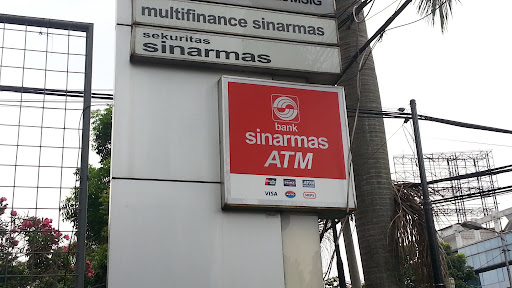 multifinance sinarmas
sekuritas
sinarmas
bank
sinarmas
ATM
VISA